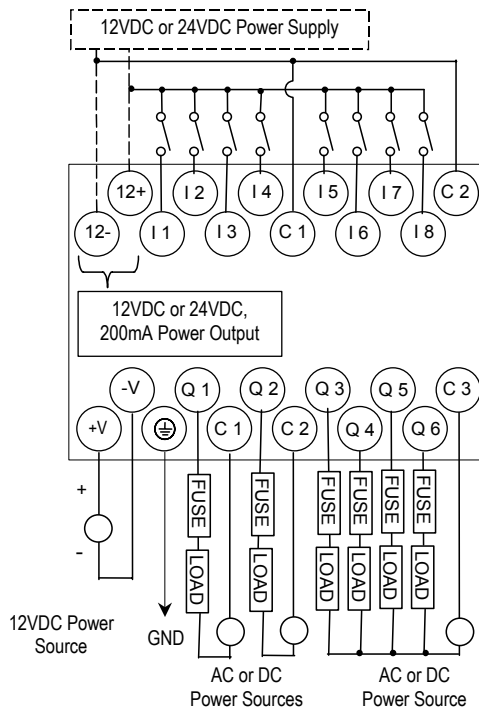 12VDC or 24VDC Power Supply
12+ I 2 I 4 I 5 I 7 C 2
12- I 1 I 3 C 1 I 6 I 8
12VDC or 24VDC,
200mA Power Output
-V Q 1 Q 2 Q 3 Q 5 C 3
+V C 1 C 2 Q 4 Q 6
+
-
FUSE FUSE FUSE FUSE FUSE FUSE
LOAD LOAD LOAD LOAD LOAD LOAD
12VDC Power
Source
GND
AC or DC
Power Sources
AC or DC
Power Source